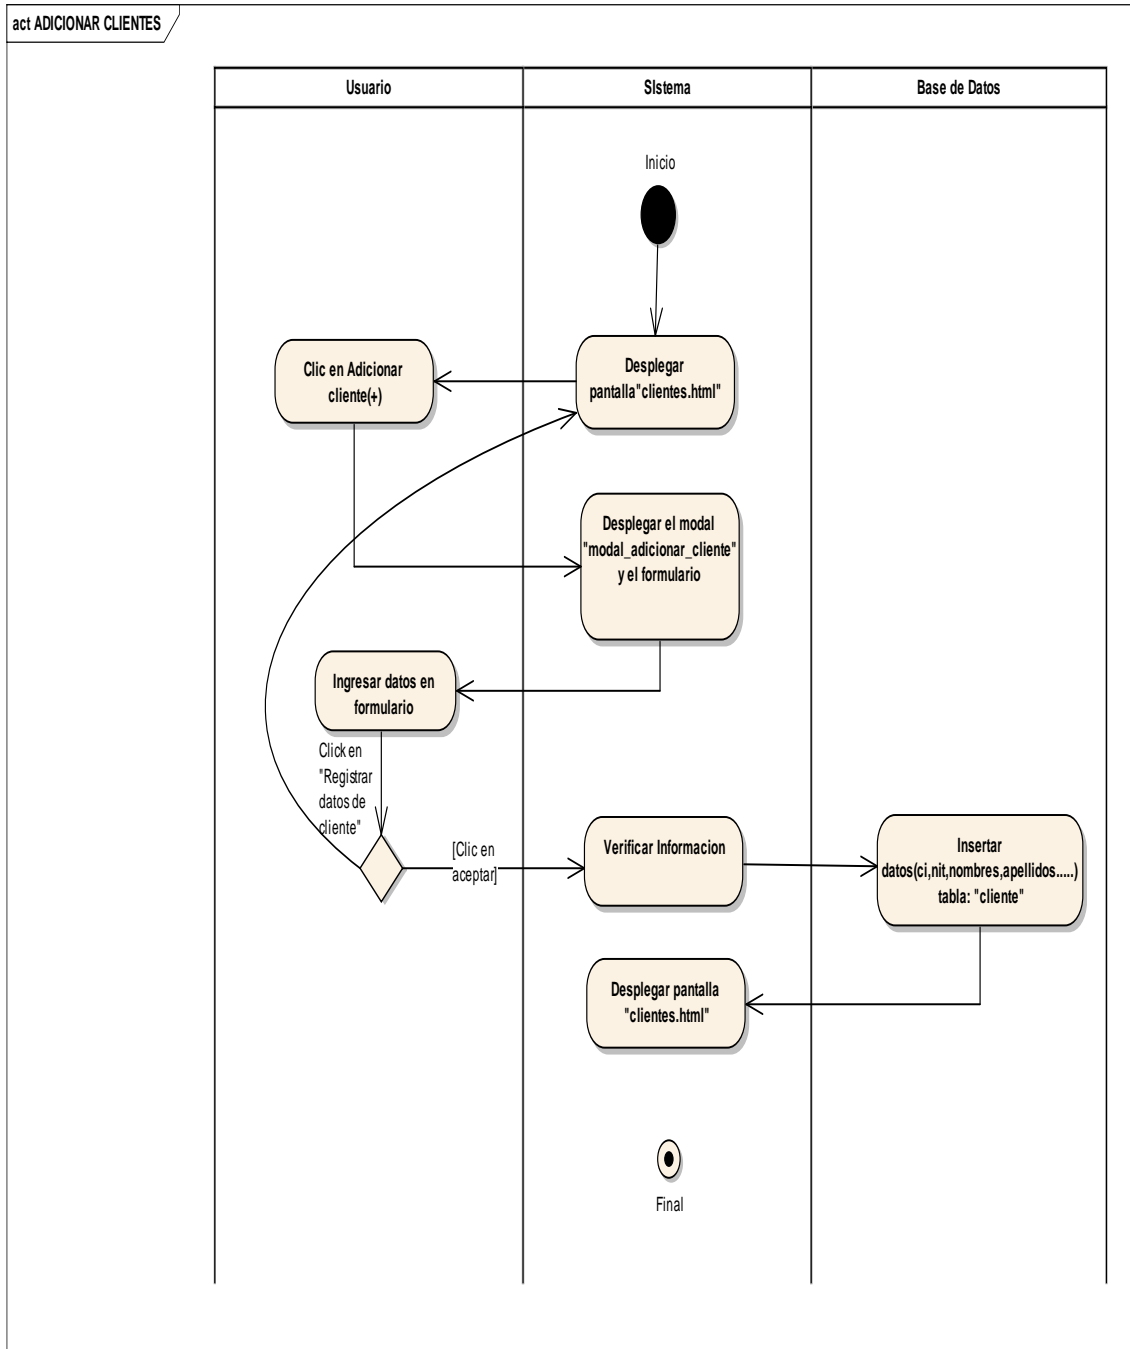 act ADICIONAR CLIENTES
Usuario
SIstema
Base de Datos
Inicio
Clic en Adicionar
cliente(+)
Desplegar
pantalla"clientes.html"
Desplegar el modal
"modal_adicionar_cliente"
y el formulario
Ingresar datos en
formulario
Click en
"Registrar
datos de
cliente"
[Clic en
aceptar]
Verificar Informacion
Insertar
datos(ci,nit,nombres,apellidos.....)
tabla: "cliente"
Desplegar pantalla
"clientes.html"
Final